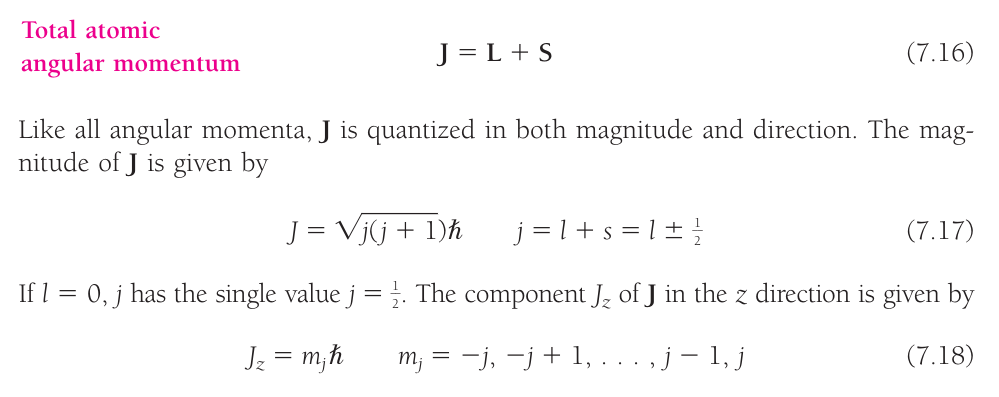 Total atomic
angular momentum
J = L + S (7.16)
Like all angular momenta, J is quantized in both magnitude and direction. The mag-
nitude of J is given by
J = √j(j + 1)ℏ j = l + s = l ± 1/2 (7.17)
If l = 0, j has the single value j = 1/2. The component J_z of J in the z direction is given by
J_z = m_jℏ m_j = −j, −j + 1, . . . , j − 1, j (7.18)